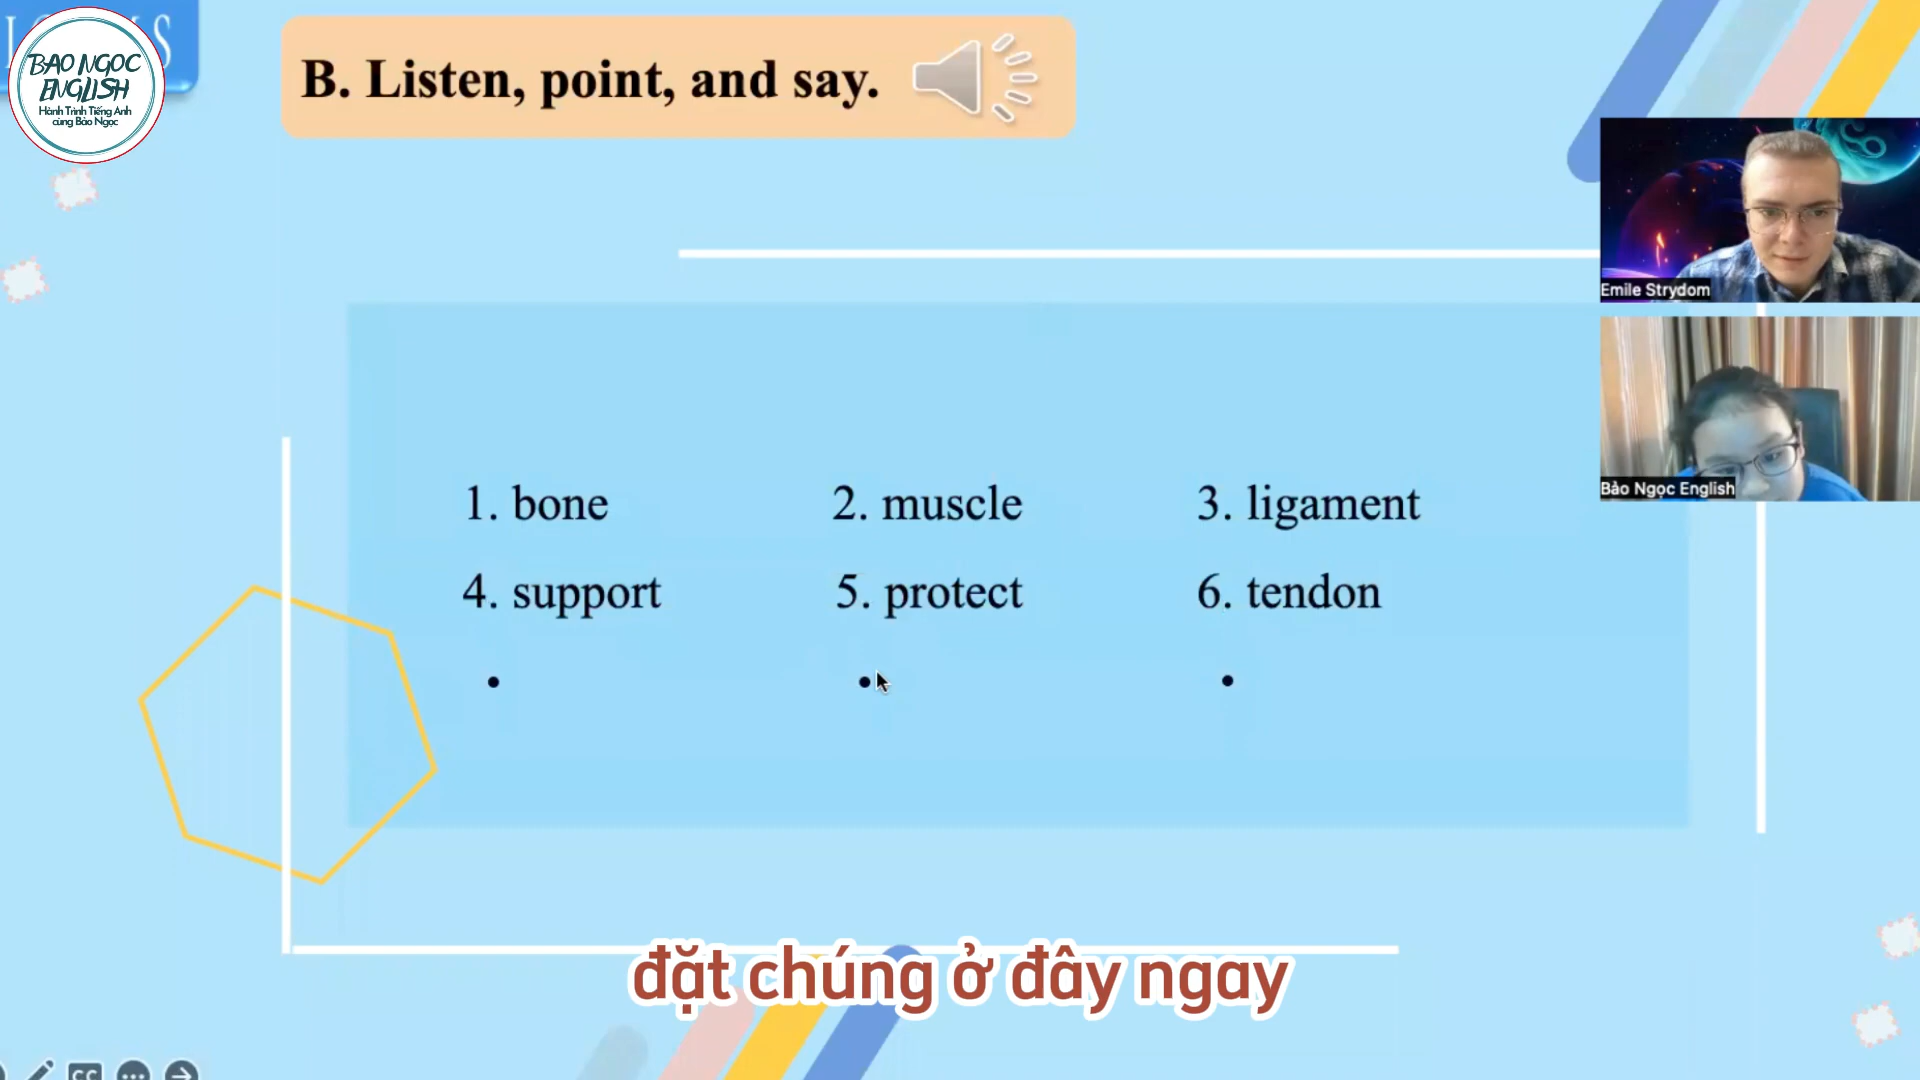 BAO NGOC
ENGLISH
Hành Trình Tiếng Anh
cùng Bảo Ngọc
B. Listen, point, and say.
Emile Strydom
Bảo Ngọc English
1. bone 2. muscle 3. ligament
4. support 5. protect 6. tendon
đặt chúng ở đây ngay
CC